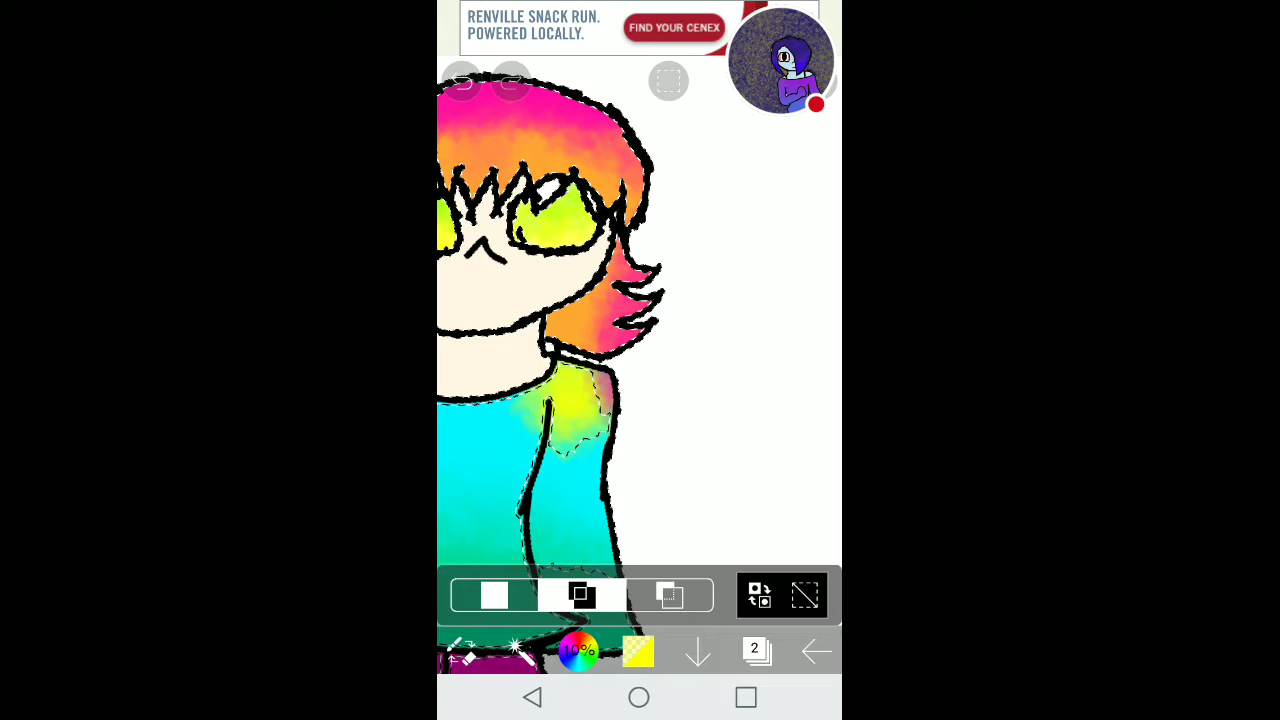 RENVILLE SNACK RUN.
POWERED LOCALLY.
FIND YOUR CENEX
10%
2